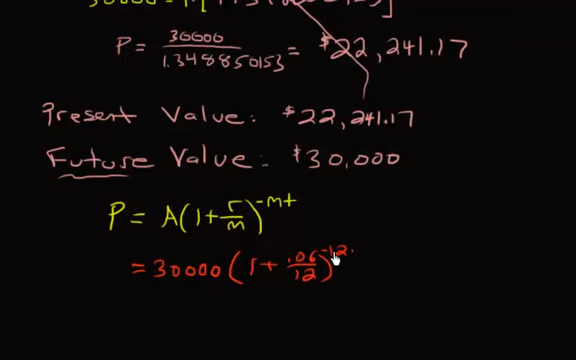 30000 =
P = 30000 / 1.348850153 = $22,241.17
Present Value: $22,241.17
Future Value: $30,000
P = A(1+r/m)^-mt
= 30000(1+.06/12)^-12.